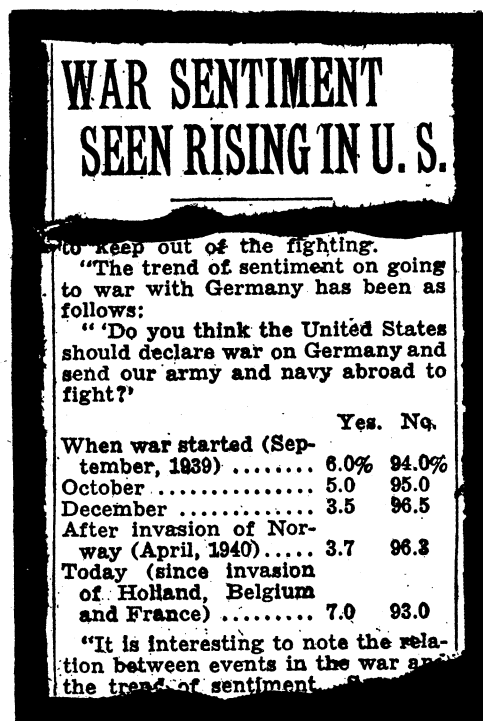 WAR SENTIMENT
SEEN RISING IN U. S.
to keep out of the fighting.
"The trend of sentiment on going
to war with Germany has been as
follows:
" 'Do you think the United States
should declare war on Germany and
send our army and navy abroad to
fight?'
Yes. No.
When war started (Sep-
tember, 1939) ........ 6.0% 94.0%
October ............... 5.0 95.0
December ............. 3.5 96.5
After invasion of Nor-
way (April, 1940)..... 3.7 96.3
Today (since invasion
of Holland, Belgium
and France) ......... 7.0 93.0
"It is interesting to note the rela-
tion between events in the war and
the trend of sentiment.